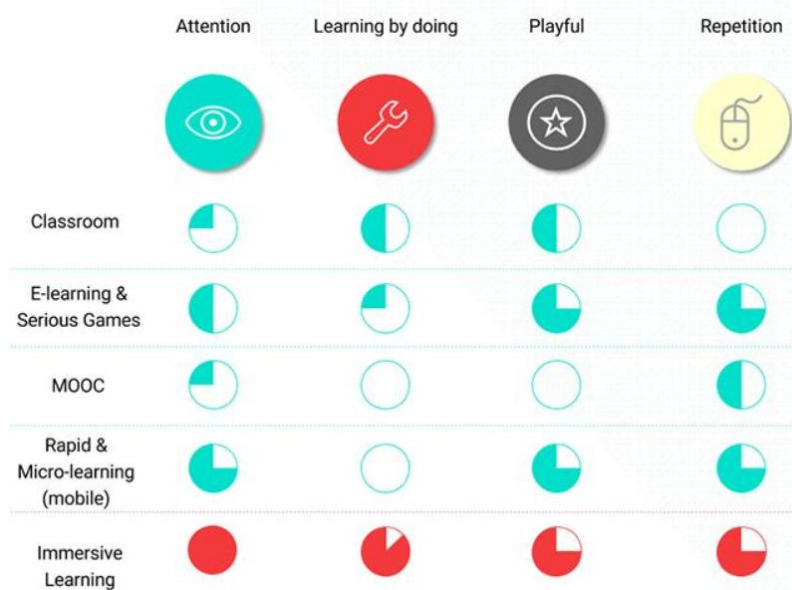 Attention
Learning by doing
Playful
Repetition
Classroom
E-learning &
Serious Games
MOOC
Rapid &
Micro-learning
(mobile)
Immersive
Learning